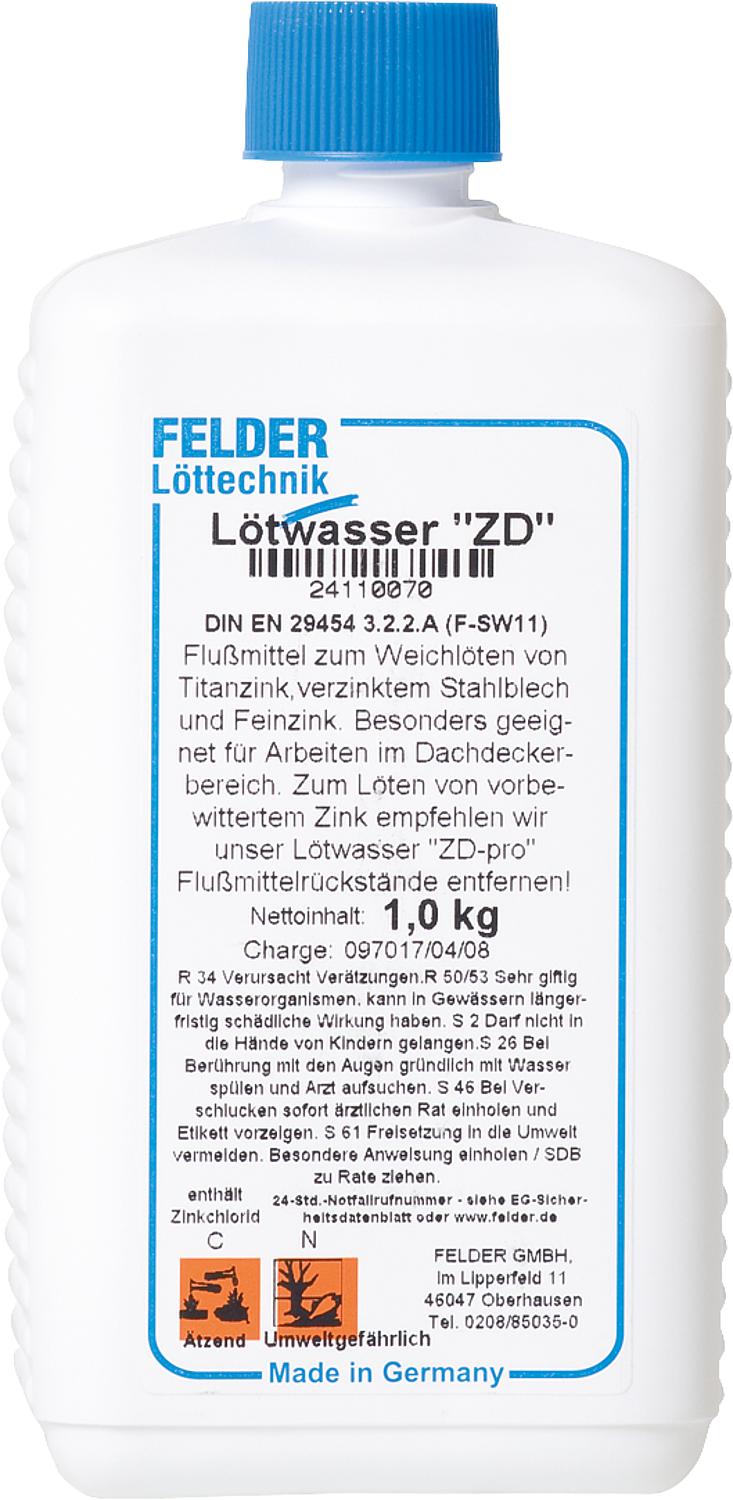 FELDER
Löttechnik
Lötwasser "ZD"
24110070
DIN EN 29454 3.2.2.A (F-SW11)
Flußmittel zum Weichlöten von
Titanzink,verzinktem Stahlblech
und Feinzink. Besonders geeig-
net für Arbeiten im Dachdecker-
bereich. Zum Löten von vorbe-
wittertem Zink empfehlen wir
unser Lötwasser "ZD-pro"
Flußmittelrückstände entfernen!
Nettoinhalt: 1,0 kg
Charge: 097017/04/08
R 34 Verursacht Verätzungen.R 50/53 Sehr giftig
für Wasserorganismen, kann in Gewässern länger-
fristig schädliche Wirkung haben. S 2 Darf nicht in
die Hände von Kindern gelangen.S 26 Bei
Berührung mit den Augen gründlich mit Wasser
spülen und Arzt aufsuchen. S 46 Bei Ver-
schlucken sofort ärztlichen Rat einholen und
Etikett vorzeigen. S 61 Freisetzung in die Umwelt
vermeiden. Besondere Anweisung einholen / SDB
zu Rate ziehen.
enthält
Zinkchlorid
24-Std.-Notfallrufnummer - siehe EG-Sicher-
heitsdatenblatt oder www.felder.de
C N
Ätzend Umweltgefährlich
FELDER GMBH,
Im Lipperfeld 11
46047 Oberhausen
Tel. 0208/85035-0
Made in Germany